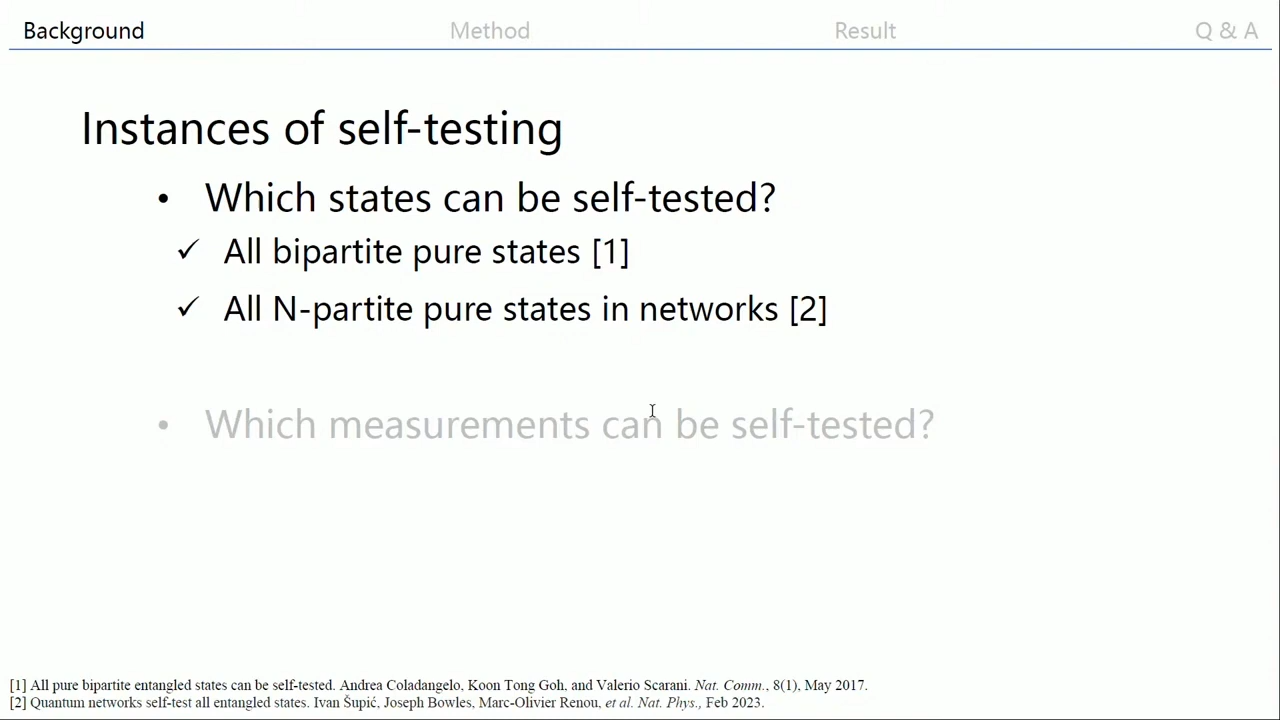 Background Method Result Q & A
Instances of self-testing
• Which states can be self-tested?
✓ All bipartite pure states [1]
✓ All N-partite pure states in networks [2]
• Which measurements can be self-tested?
[1] All pure bipartite entangled states can be self-tested. Andrea Coladangelo, Koon Tong Goh, and Valerio Scarani. Nat. Comm., 8(1), May 2017.
[2] Quantum networks self-test all entangled states. Ivan Šupić, Joseph Bowles, Marc-Olivier Renou, et al. Nat. Phys., Feb 2023.